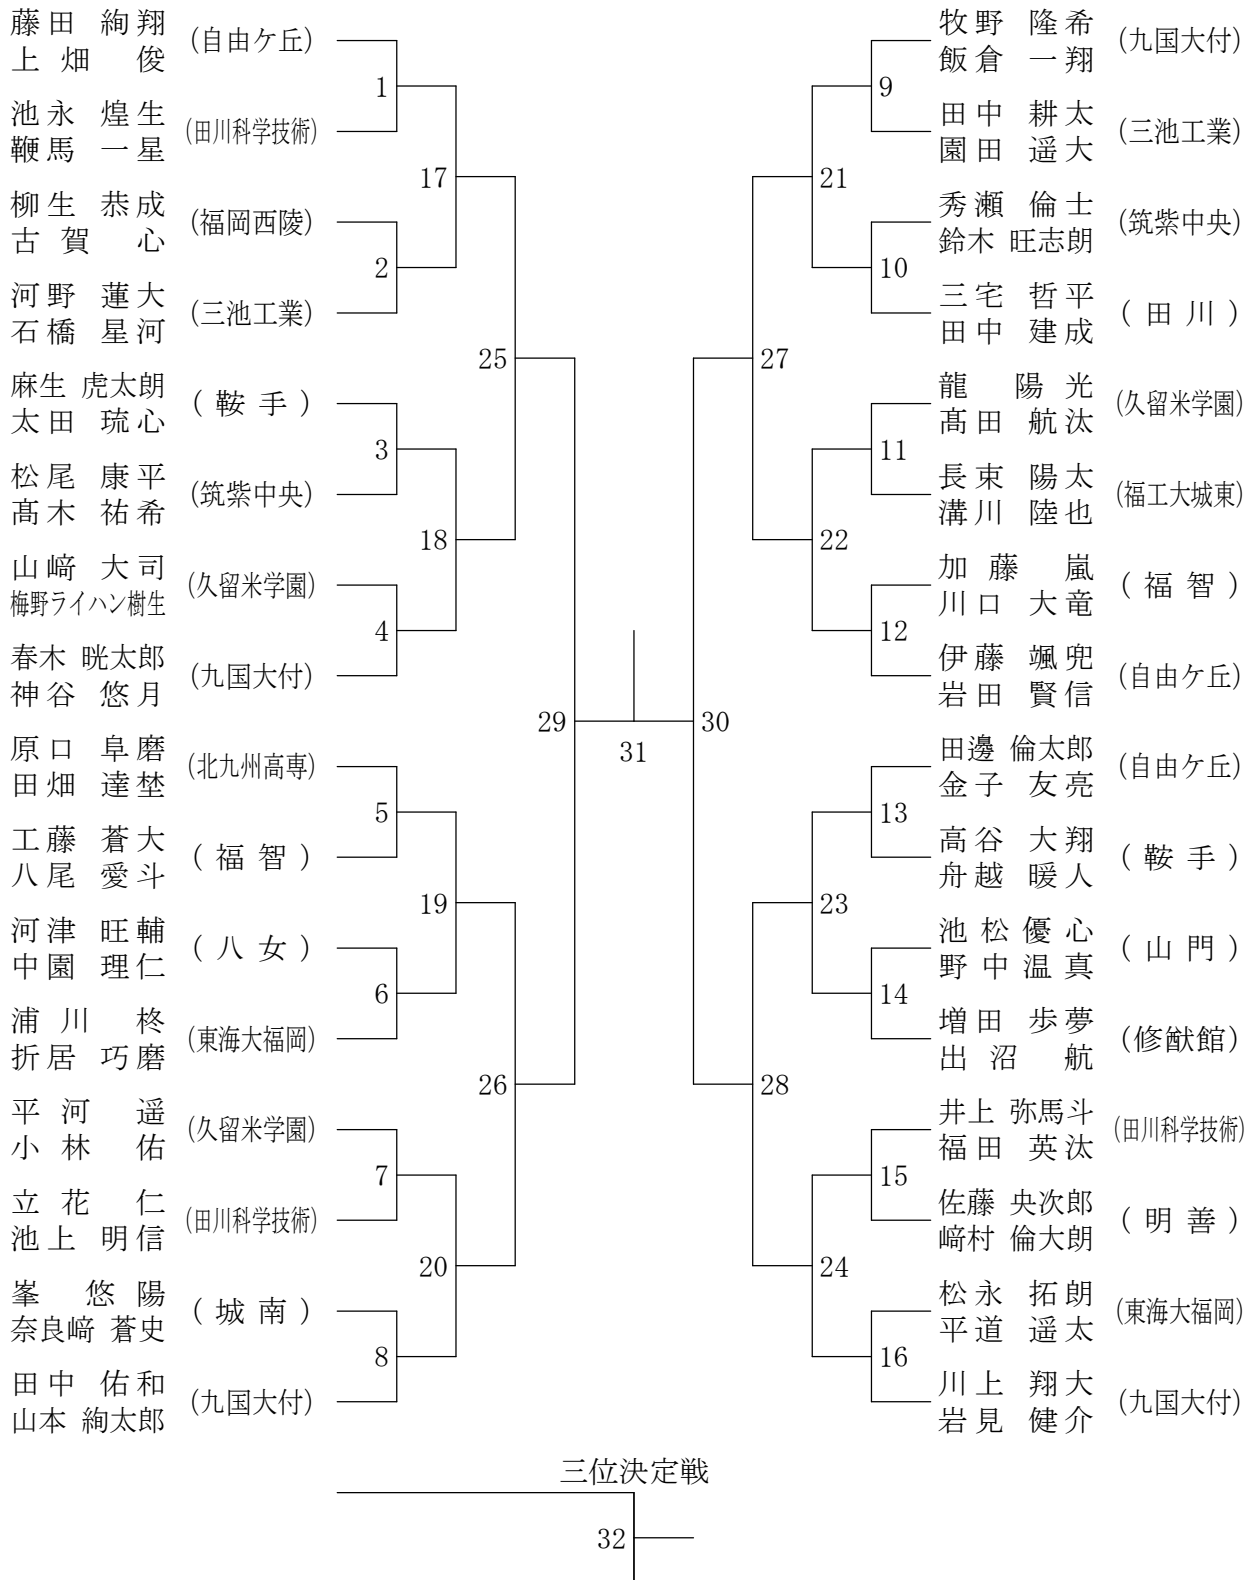 藤田 絢翔
上畑 俊
(自由ケ丘)
1
池永 煌生
鞭馬 一星
(田川科学技術)
17
柳生 恭成
古賀 心
(福岡西陵)
2
河野 蓮大
石橋 星河
(三池工業)
25
麻生 虎太朗
太田 琉心
(鞍手)
3
松尾 康平
髙木 祐希
(筑紫中央)
18
山﨑 大司
梅野ライハン樹生
(久留米学園)
4
春木 晄太郎
神谷 悠月
(九国大付)
29
原口 阜磨
田畑 達埜
(北九州高専)
5
工藤 蒼大
八尾 愛斗
(福智)
19
河津 旺輔
中園 理仁
(八女)
6
浦川 柊
折居 巧磨
(東海大福岡)
26
平河 遥
小林 佑
(久留米学園)
7
立花 仁
池上 明信
(田川科学技術)
20
峯 悠陽
奈良﨑 蒼史
(城南)
8
田中 佑和
山本 絢太郎
(九国大付)
31
牧野 隆希
飯倉 一翔
(九国大付)
9
田中 耕太
園田 遥大
(三池工業)
21
秀瀬 倫士
鈴木 旺志朗
(筑紫中央)
10
三宅 哲平
田中 建成
(田川)
27
龍 陽光
髙田 航汰
(久留米学園)
11
長束 陽太
溝川 陸也
(福工大城東)
22
加藤 嵐
川口 大竜
(福智)
12
伊藤 颯兜
岩田 賢信
(自由ケ丘)
30
田邊 倫太郎
金子 友亮
(自由ケ丘)
13
高谷 大翔
舟越 暖人
(鞍手)
23
池松優心
野中温真
(山門)
14
増田 歩夢
出沼 航
(修猷館)
28
井上 弥馬斗
福田 英汰
(田川科学技術)
15
佐藤 央次郎
﨑村 倫大朗
(明善)
24
松永 拓朗
平道 遥太
(東海大福岡)
16
川上 翔大
岩見 健介
(九国大付)
三位決定戦
32